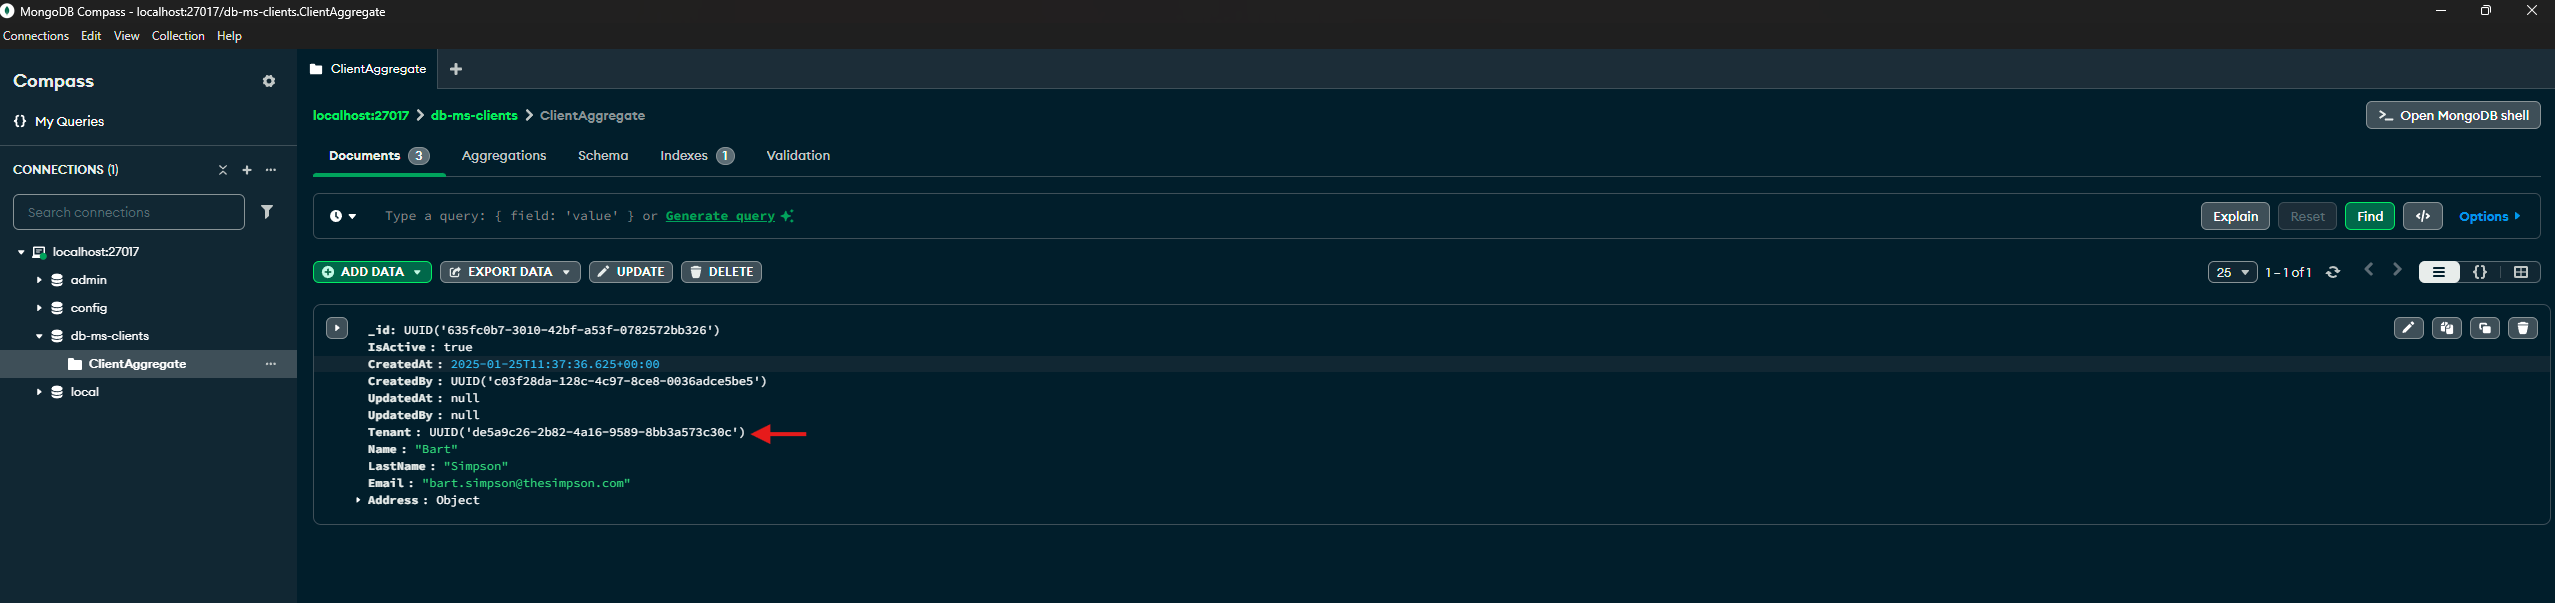 MongoDB Compass - localhost:27017/db-ms-clients.ClientAggregate
Connections Edit View Collection Help
Compass
{} My Queries
CONNECTIONS (1)
Search connections
localhost:27017
admin
config
db-ms-clients
ClientAggregate
local
ClientAggregate
localhost:27017 > db-ms-clients > ClientAggregate
>_ Open MongoDB shell
Documents 3 Aggregations Schema Indexes 1 Validation
Type a query: { field: 'value' } or Generate query
Explain Reset Find </> Options
ADD DATA EXPORT DATA UPDATE DELETE
25 1 – 1 of 1 {}
_id: UUID('635fc0b7-3010-42bf-a53f-0782572bb326')
IsActive : true
CreatedAt : 2025-01-25T11:37:36.625+00:00
CreatedBy : UUID('c03f28da-128c-4c97-8ce8-0036adce5be5')
UpdatedAt : null
UpdatedBy : null
Tenant : UUID('de5a9c26-2b82-4a16-9589-8bb3a573c30c')
Name : "Bart"
LastName : "Simpson"
Email : "bart.simpson@thesimpson.com"
Address : Object